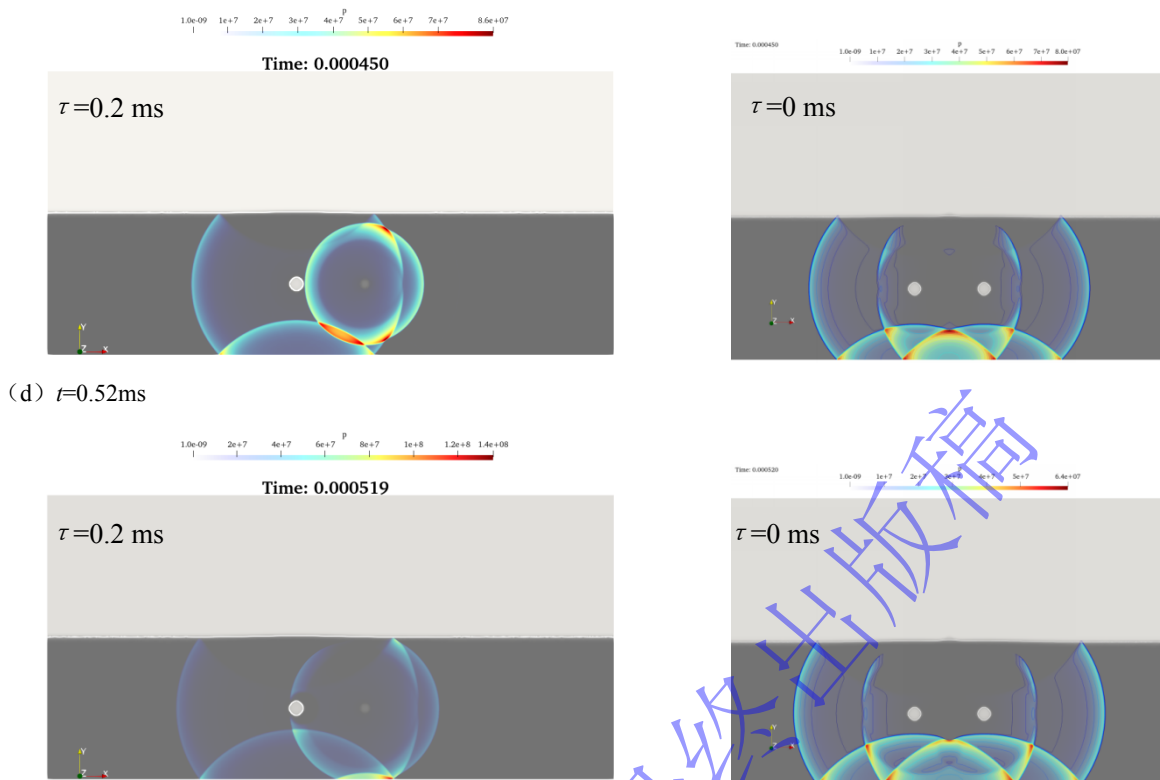 p
1.0e-09 1e+7 2e+7 3e+7 4e+7 5e+7 6e+7 7e+7 8.6e+07
Time: 0.000450
τ=0.2 ms
Y
Z X
Time: 0.000450
p
1.0e-09 1e+7 2e+7 3e+7 4e+7 5e+7 6e+7 7e+7 8.0e+07
τ=0 ms
Y
Z X
（d）t=0.52ms
p
1.0e-09 2e+7 4e+7 6e+7 8e+7 1e+8 1.2e+8 1.4e+08
Time: 0.000519
τ=0.2 ms
Y
Z X
Time: 0.000520
1.0e-09 1e+7 2e+7 3e+7 4e+7 5e+7 6.4e+07
τ=0 ms
Y
Z X
终出版稿